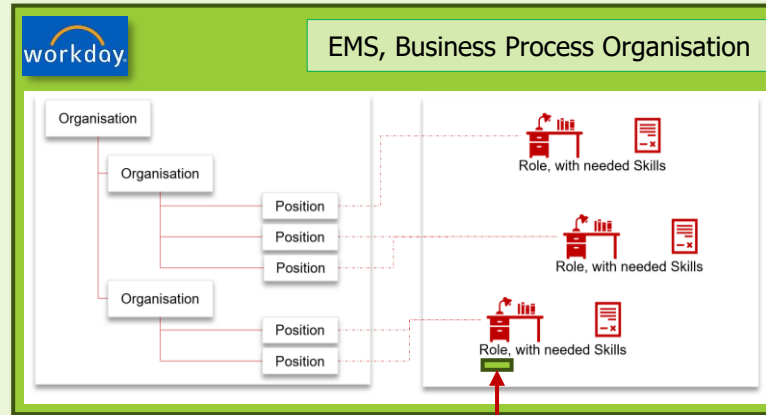 workday.
EMS, Business Process Organisation
Organisation
Organisation
Position
Position
Position
Organisation
Position
Position
Role, with needed Skills
Role, with needed Skills
Role, with needed Skills